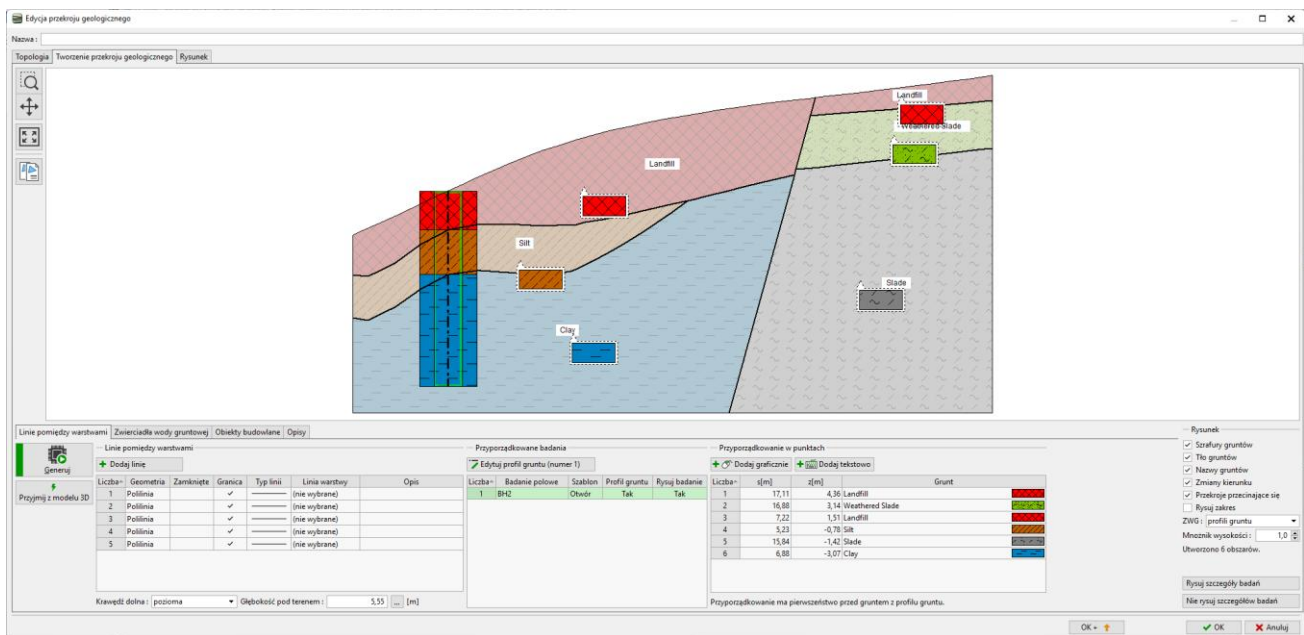 Edycja przekroju geologicznego
Nazwa :
Topologia Tworzenie przekroju geologicznego Rysunek
Landfill
Weathered Slade
Landfill
Silt
Slade
Clay
Linie pomiędzy warstwami Zwierciadła wody gruntowej Obiekty budowlane Opisy
Generuj
Przyjmij z modelu 3D
Linie pomiędzy warstwami
+ Dodaj linię
Liczba Geometria Zamknięte Typ linii Granica Linia warstwy Opis
1 Polilinia (nie wybrane)
2 Polilinia (nie wybrane)
3 Polilinia (nie wybrane)
4 Polilinia (nie wybrane)
5 Polilinia (nie wybrane)
Krawędź dolna : pozioma Głębokość pod terenem : 5,55 ... [m]
Przyporządkowane badania
Edytuj profil gruntu (numer 1)
Liczba Badanie polowe Szablon Profil gruntu Rysuj badanie
1 BH2 Otwór Tak Tak
Przyporządkowanie w punktach
+ Dodaj graficznie + Dodaj tekstowo
Liczba s[m] z[m] Grunt
1 17,11 4,36 Landfill
2 16,88 3,14 Weathered Slade
3 7,22 1,51 Landfill
4 5,23 -0,78 Silt
5 15,84 -1,42 Slade
6 6,88 -3,07 Clay
Przyporządkowanie ma pierwszeństwo przed gruntem z profilu gruntu.
Rysunek
Szrafury gruntów
Tło gruntów
Nazwy gruntów
Zmiany kierunku
Przekroje przecinające się
Rysuj zakres
ZWG : profili gruntu
Mnożnik wysokości : 1,0
Utworzono 6 obszarów.
Rysuj szczegóły badań
Nie rysuj szczegółów badań
OK +
OK
Anuluj